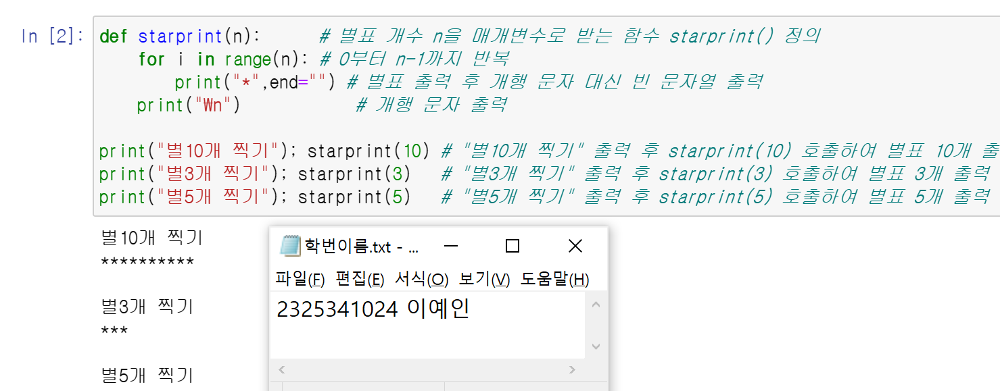 In [2]:
def starprint(n): # 별표 개수 n을 매개변수로 받는 함수 starprint() 정의
for i in range(n): # 0부터 n-1까지 반복
print("*",end="") # 별표 출력 후 개행 문자 대신 빈 문자열 출력
print("₩n") # 개행 문자 출력
print("별10개 찍기"); starprint(10) # "별10개 찍기" 출력 후 starprint(10) 호출하여 별표 10개 출
print("별3개 찍기"); starprint(3) # "별3개 찍기" 출력 후 starprint(3) 호출하여 별표 3개 출력
print("별5개 찍기"); starprint(5) # "별5개 찍기" 출력 후 starprint(5) 호출하여 별표 5개 출력
별10개 찍기
**********
별3개 찍기
***
별5개 찍기
학번이름.txt - ...
파일(F) 편집(E) 서식(O) 보기(V) 도움말(H)
2325341024 이예인